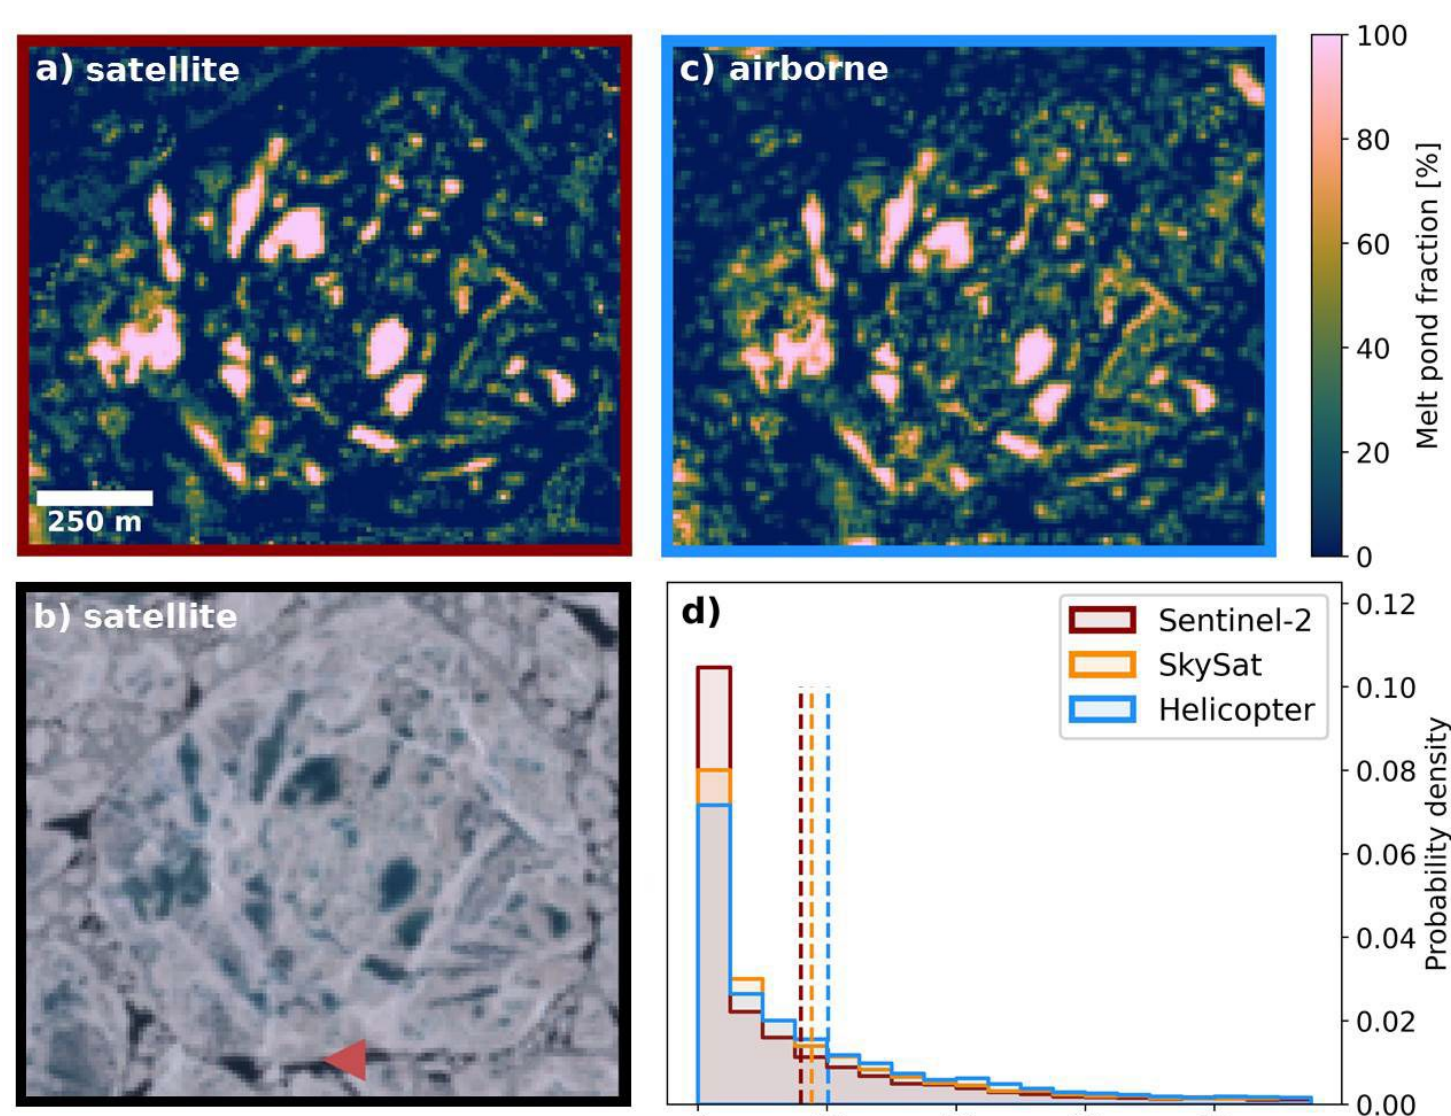 a) satellite
250 m
c) airborne
100
80
60
40
20
0
Melt pond fraction [%]
b) satellite
d)
Sentinel-2
SkySat
Helicopter
0.12
0.10
0.08
0.06
0.04
0.02
0.00
Probability density